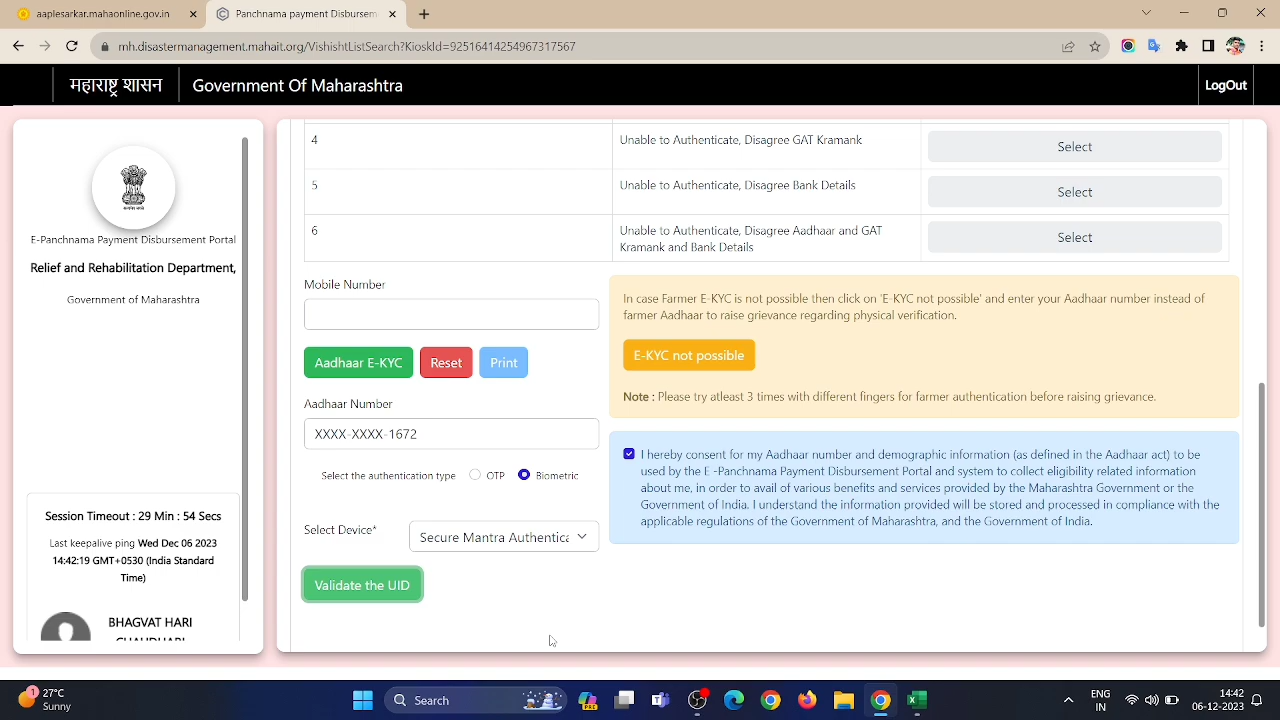 aaplesarkar.mahaonline.gov.in
Panchnama payment Disbursem
mh.disastermanagement.mahait.org/VishishtListSearch?KioskId=92516414254967317567
महाराष्ट्र शासन
Government Of Maharashtra
LogOut
E-Panchnama Payment Disbursement Portal
Relief and Rehabilitation Department,
Government of Maharashtra
Session Timeout : 29 Min : 54 Secs
Last keepalive ping Wed Dec 06 2023
14:42:19 GMT+0530 (India Standard
Time)
BHAGVAT HARI
CHAUDHARI
4
Unable to Authenticate, Disagree GAT Kramank
Select
5
Unable to Authenticate, Disagree Bank Details
Select
6
Unable to Authenticate, Disagree Aadhaar and GAT
Kramank and Bank Details
Select
Mobile Number
Aadhaar E-KYC
Reset
Print
Aadhaar Number
XXXX-XXXX-1672
Select the authentication type
OTP
Biometric
Select Device*
Secure Mantra Authentica
Validate the UID
In case Farmer E-KYC is not possible then click on 'E-KYC not possible' and enter your Aadhaar number instead of
farmer Aadhaar to raise grievance regarding physical verification.
E-KYC not possible
Note : Please try atleast 3 times with different fingers for farmer authentication before raising grievance.
I hereby consent for my Aadhaar number and demographic information (as defined in the Aadhaar act) to be
used by the E -Panchnama Payment Disbursement Portal and system to collect eligibility related information
about me, in order to avail of various benefits and services provided by the Maharashtra Government or the
Government of India. I understand the information provided will be stored and processed in compliance with the
applicable regulations of the Government of Maharashtra, and the Government of India.
1
27°C
Sunny
Search
PRO
ENG
IN
14:42
06-12-2023